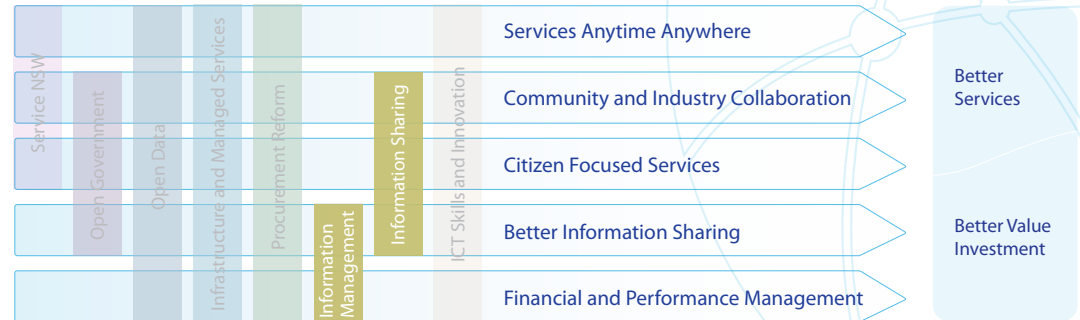 Service NSW
Open Government
Open Data
Infrastructure and Managed Services
Procurement Reform
Information
Management
Information Sharing
ICT Skills and Innovation
Services Anytime Anywhere
Community and Industry Collaboration
Citizen Focused Services
Better Information Sharing
Financial and Performance Management
Better
Services
Better Value
Investment